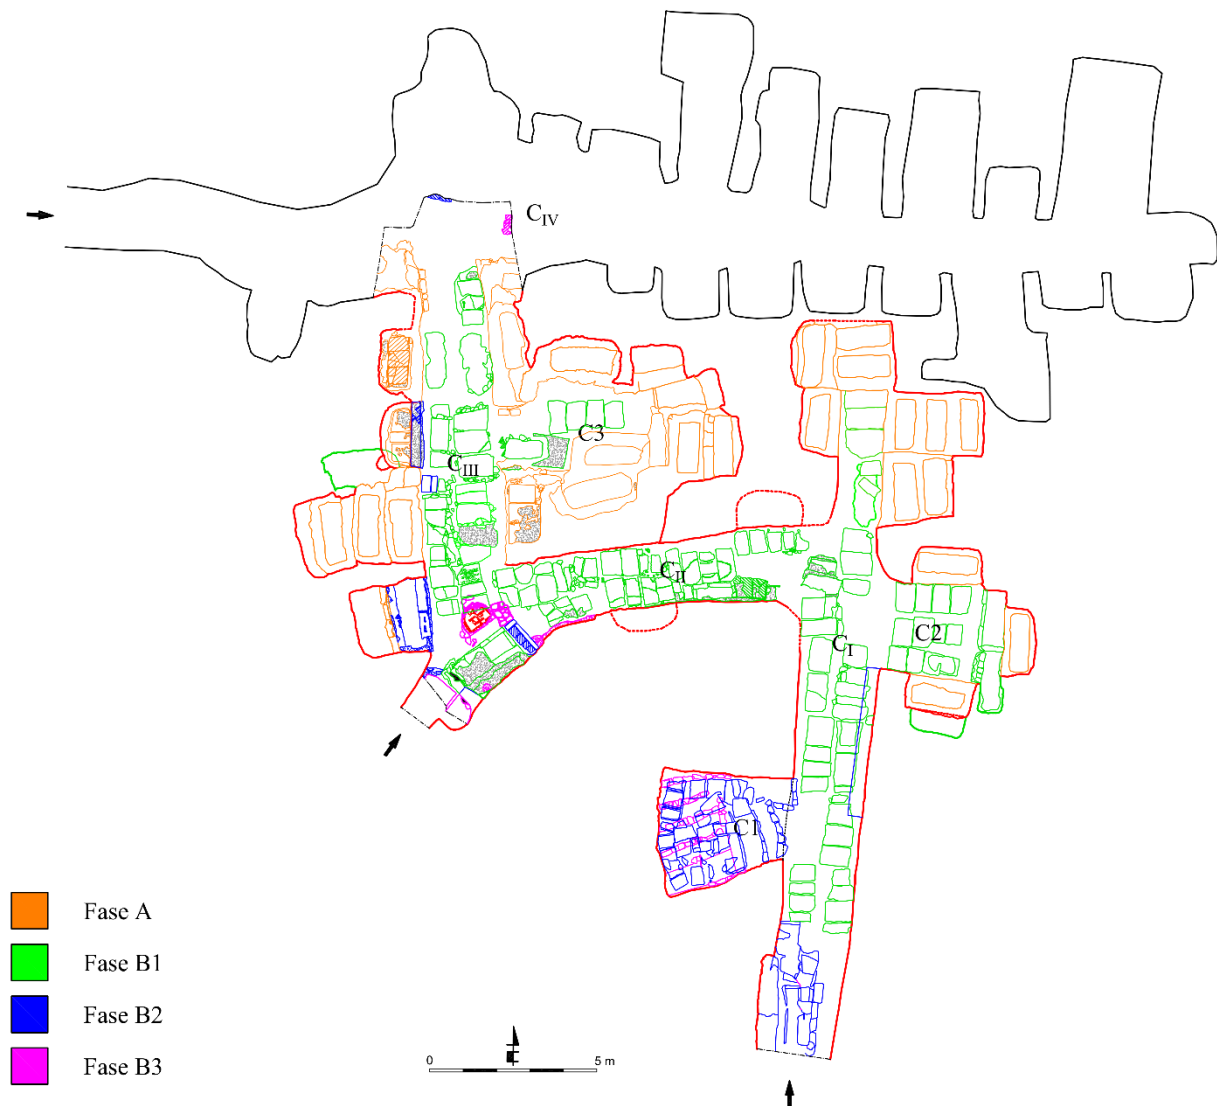 C_IV
C3
C_III
C_II
C2
C_I
C1
Fase A
Fase B1
Fase B2
Fase B3
0 5 m